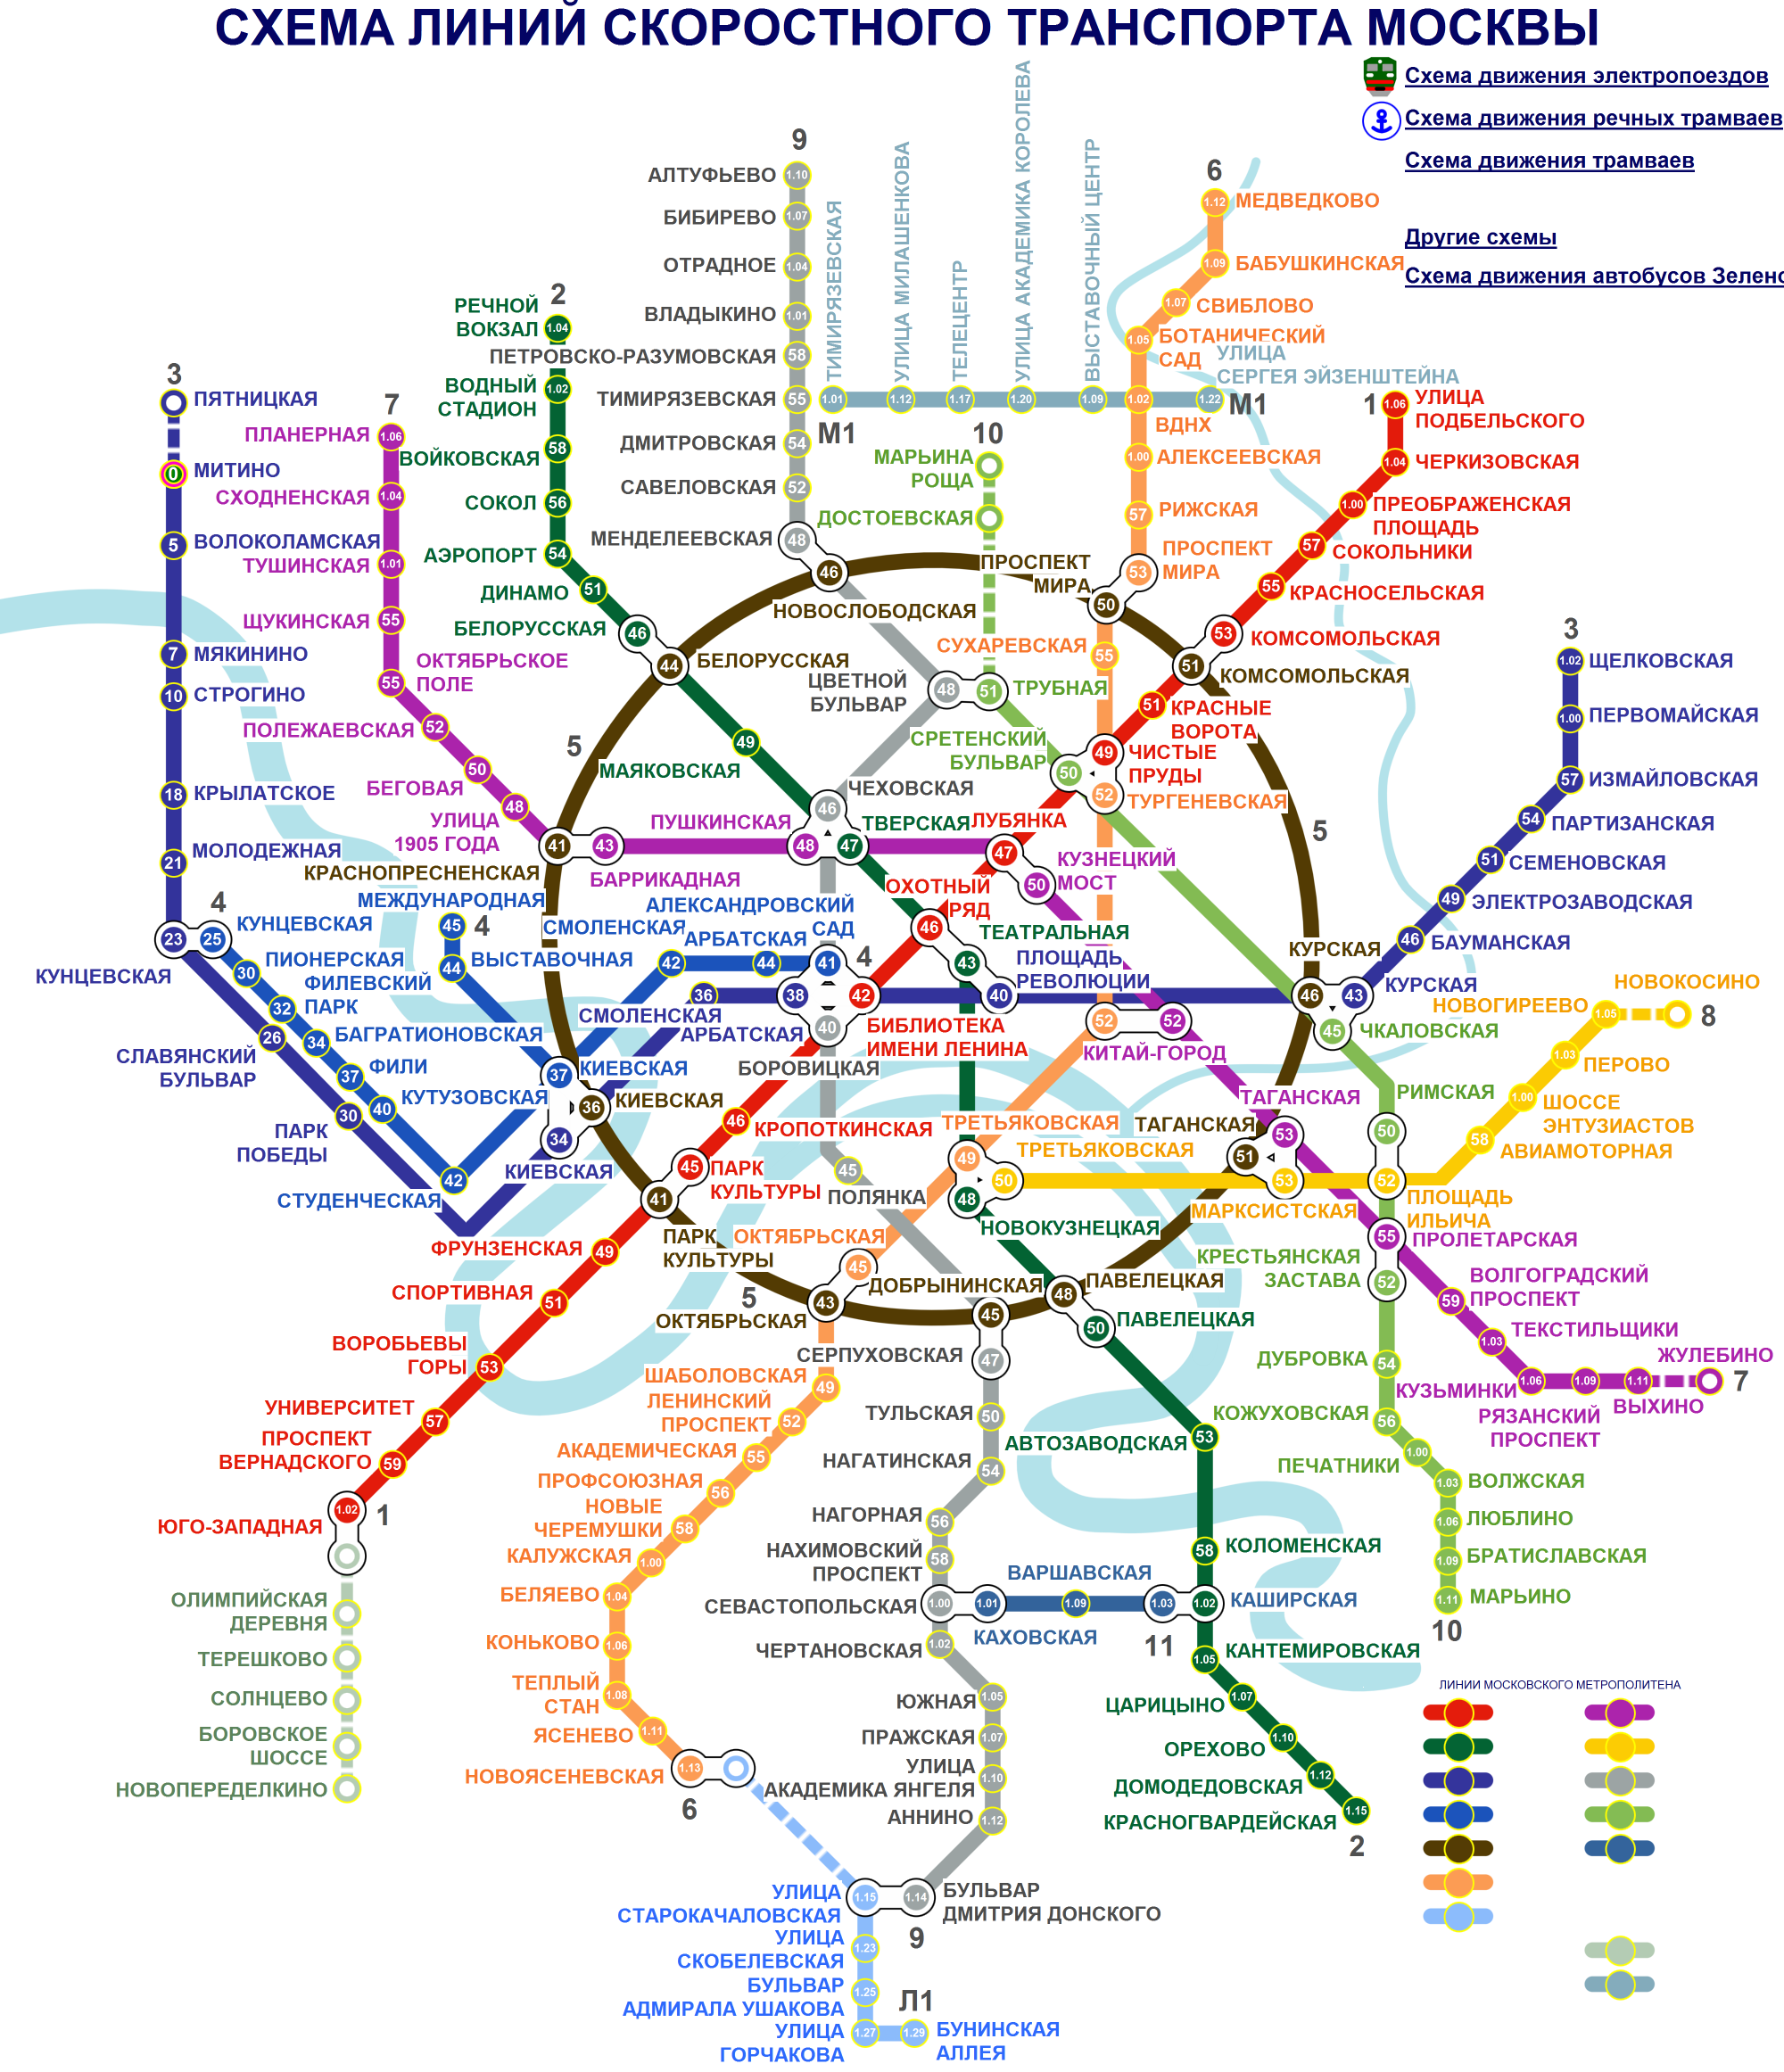 СХЕМА ЛИНИЙ СКОРОСТНОГО ТРАНСПОРТА МОСКВЫ
Схема движения электропоездов
Схема движения речных трамваев
Схема движения трамваев
Другие схемы
Схема движения автобусов Зелено
9
АЛТУФЬЕВО 1.10
БИБИРЕВО 1.07
ОТРАДНОЕ 1.04
ВЛАДЫКИНО 1.01
ПЕТРОВСКО-РАЗУМОВСКАЯ 58
ТИМИРЯЗЕВСКАЯ 55
ДМИТРОВСКАЯ 54
САВЕЛОВСКАЯ 52
МЕНДЕЛЕЕВСКАЯ 48
46
НОВОСЛОБОДСКАЯ
ТИМИРЯЗЕВСКАЯ
УЛИЦА МИЛАШЕНКОВА
ТЕЛЕЦЕНТР
УЛИЦА АКАДЕМИКА КОРОЛЕВА
ВЫСТАВОЧНЫЙ ЦЕНТР
УЛИЦА
СЕРГЕЯ ЭЙЗЕНШТЕЙНА
1.01 1.12 1.17 1.20 1.09 1.02 1.22
М1
М1
6
1.12 МЕДВЕДКОВО
1.09 БАБУШКИНСКАЯ
1.07 СВИБЛОВО
1.05 БОТАНИЧЕСКИЙ
САД
ВДНХ
1.00 АЛЕКСЕЕВСКАЯ
57 РИЖСКАЯ
53 ПРОСПЕКТ
МИРА
ПРОСПЕКТ
МИРА
50
СУХАРЕВСКАЯ 55
2
РЕЧНОЙ
ВОКЗАЛ 1.04
ВОДНЫЙ
СТАДИОН 1.02
ВОЙКОВСКАЯ 58
СОКОЛ 56
АЭРОПОРТ 54
ДИНАМО 51
БЕЛОРУССКАЯ 46
44 БЕЛОРУССКАЯ
49
МАЯКОВСКАЯ
3
ПЯТНИЦКАЯ
0 МИТИНО
5 ВОЛОКОЛАМСКАЯ
7 МЯКИНИНО
10 СТРОГИНО
18 КРЫЛАТСКОЕ
21 МОЛОДЕЖНАЯ
23
КУНЦЕВСКАЯ
7
ПЛАНЕРНАЯ 1.06
СХОДНЕНСКАЯ 1.04
ТУШИНСКАЯ 1.01
ЩУКИНСКАЯ 55
ОКТЯБРЬСКОЕ
ПОЛЕ
55
ПОЛЕЖАЕВСКАЯ 52
БЕГОВАЯ 50
УЛИЦА
1905 ГОДА
48
41 43
КРАСНОПРЕСНЕНСКАЯ
БАРРИКАДНАЯ
5
10
МАРЬИНА
РОЩА
ДОСТОЕВСКАЯ
ЦВЕТНОЙ
БУЛЬВАР
48 51 ТРУБНАЯ
СРЕТЕНСКИЙ
БУЛЬВАР
50
1
1.06 УЛИЦА
ПОДБЕЛЬСКОГО
1.04 ЧЕРКИЗОВСКАЯ
1.00 ПРЕОБРАЖЕНСКАЯ
ПЛОЩАДЬ
57 СОКОЛЬНИКИ
55 КРАСНОСЕЛЬСКАЯ
53 КОМСОМОЛЬСКАЯ
51 КОМСОМОЛЬСКАЯ
51 КРАСНЫЕ
ВОРОТА
49 ЧИСТЫЕ
ПРУДЫ
52 ТУРГЕНЕВСКАЯ
3
1.02 ЩЕЛКОВСКАЯ
1.00 ПЕРВОМАЙСКАЯ
57 ИЗМАЙЛОВСКАЯ
54 ПАРТИЗАНСКАЯ
51 СЕМЕНОВСКАЯ
49 ЭЛЕКТРОЗАВОДСКАЯ
46 БАУМАНСКАЯ
43 КУРСКАЯ
КУРСКАЯ
46
45 ЧКАЛОВСКАЯ
5
46 ЧЕХОВСКАЯ
ПУШКИНСКАЯ 48
47 ТВЕРСКАЯ
ЛУБЯНКА
47
50 КУЗНЕЦКИЙ
МОСТ
ОХОТНЫЙ
РЯД
46
ТЕАТРАЛЬНАЯ
43
ПЛОЩАДЬ
РЕВОЛЮЦИИ
40
4
25 КУНЦЕВСКАЯ
30 ПИОНЕРСКАЯ
32 ФИЛЕВСКИЙ
ПАРК
34 БАГРАТИОНОВСКАЯ
37 ФИЛИ
40 КУТУЗОВСКАЯ
42
СТУДЕНЧЕСКАЯ
26
СЛАВЯНСКИЙ
БУЛЬВАР
30
ПАРК
ПОБЕДЫ
МЕЖДУНАРОДНАЯ
45 4
44 ВЫСТАВОЧНАЯ
СМОЛЕНСКАЯ
42
АРБАТСКАЯ
44
АЛЕКСАНДРОВСКИЙ
САД
41 4
36
СМОЛЕНСКАЯ
38
АРБАТСКАЯ
42
БИБЛИОТЕКА
ИМЕНИ ЛЕНИНА
40
БОРОВИЦКАЯ
37 КИЕВСКАЯ
36 КИЕВСКАЯ
34
КИЕВСКАЯ
46 КРОПОТКИНСКАЯ
45 ПАРК
КУЛЬТУРЫ
41
ПАРК
КУЛЬТУРЫ
45
ПОЛЯНКА
52 52
КИТАЙ-ГОРОД
НОВОКОСИНО
8
НОВОГИРЕЕВО 1.05
1.03 ПЕРОВО
1.00 ШОССЕ
ЭНТУЗИАСТОВ
58 АВИАМОТОРНАЯ
РИМСКАЯ
50
52
ПЛОЩАДЬ
ИЛЬИЧА
ТАГАНСКАЯ
53
ТАГАНСКАЯ
51
53
МАРКСИСТСКАЯ
ТРЕТЬЯКОВСКАЯ
49
ТРЕТЬЯКОВСКАЯ
50
48
НОВОКУЗНЕЦКАЯ
55 ПРОЛЕТАРСКАЯ
КРЕСТЬЯНСКАЯ
ЗАСТАВА
52
59 ВОЛГОГРАДСКИЙ
ПРОСПЕКТ
1.03 ТЕКСТИЛЬЩИКИ
КУЗЬМИНКИ 1.06
1.09
РЯЗАНСКИЙ
ПРОСПЕКТ
1.11
ВЫХИНО
ЖУЛЕБИНО
7
ОКТЯБРЬСКАЯ
45
43
ОКТЯБРЬСКАЯ
5
ДОБРЫНИНСКАЯ
45
48 ПАВЕЛЕЦКАЯ
50 ПАВЕЛЕЦКАЯ
СЕРПУХОВСКАЯ 47
ФРУНЗЕНСКАЯ 49
СПОРТИВНАЯ 51
ВОРОБЬЕВЫ
ГОРЫ
53
УНИВЕРСИТЕТ 57
ПРОСПЕКТ
ВЕРНАДСКОГО 59
1.02
ЮГО-ЗАПАДНАЯ
1
ОЛИМПИЙСКАЯ
ДЕРЕВНЯ
ТЕРЕШКОВО
СОЛНЦЕВО
БОРОВСКОЕ
ШОССЕ
НОВОПЕРЕДЕЛКИНО
ШАБОЛОВСКАЯ 49
ЛЕНИНСКИЙ
ПРОСПЕКТ 52
АКАДЕМИЧЕСКАЯ 55
ПРОФСОЮЗНАЯ 56
НОВЫЕ
ЧЕРЕМУШКИ 58
КАЛУЖСКАЯ 1.00
БЕЛЯЕВО 1.04
КОНЬКОВО 1.06
ТЕПЛЫЙ
СТАН
1.08
ЯСЕНЕВО 1.11
НОВОЯСЕНЕВСКАЯ 1.13
6
ТУЛЬСКАЯ 50
НАГАТИНСКАЯ 54
НАГОРНАЯ 56
НАХИМОВСКИЙ
ПРОСПЕКТ
58
СЕВАСТОПОЛЬСКАЯ 1.00
1.01
КАХОВСКАЯ
ВАРШАВСКАЯ
1.09
1.03
11
ЧЕРТАНОВСКАЯ 1.02
ЮЖНАЯ 1.05
ПРАЖСКАЯ 1.07
УЛИЦА
АКАДЕМИКА ЯНГЕЛЯ
1.10
АННИНО 1.12
1.14 БУЛЬВАР
ДМИТРИЯ ДОНСКОГО
9
АВТОЗАВОДСКАЯ 53
58 КОЛОМЕНСКАЯ
1.02 КАШИРСКАЯ
1.05 КАНТЕМИРОВСКАЯ
ЦАРИЦЫНО 1.07
ОРЕХОВО 1.10
ДОМОДЕДОВСКАЯ 1.12
КРАСНОГВАРДЕЙСКАЯ 1.15
2
ДУБРОВКА 54
КОЖУХОВСКАЯ 56
ПЕЧАТНИКИ 1.00
1.03 ВОЛЖСКАЯ
1.06 ЛЮБЛИНО
1.09 БРАТИСЛАВСКАЯ
1.11 МАРЬИНО
10
УЛИЦА
СТАРОКАЧАЛОВСКАЯ
1.15
УЛИЦА
СКОБЕЛЕВСКАЯ
1.23
БУЛЬВАР
АДМИРАЛА УШАКОВА
1.25
УЛИЦА
ГОРЧАКОВА
1.27
Л1
1.29 БУНИНСКАЯ
АЛЛЕЯ
ЛИНИИ МОСКОВСКОГО МЕТРОПОЛИТЕНА